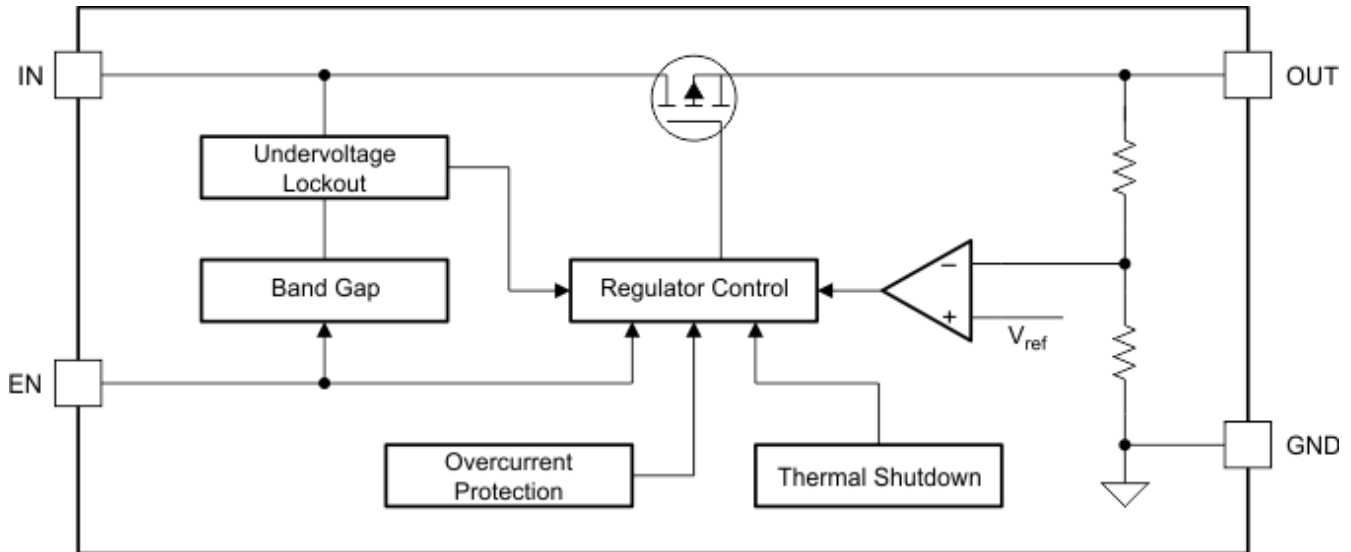 IN
OUT
Undervoltage
Lockout
Band Gap
Regulator Control
−
+
Vref
EN
GND
Overcurrent
Protection
Thermal Shutdown